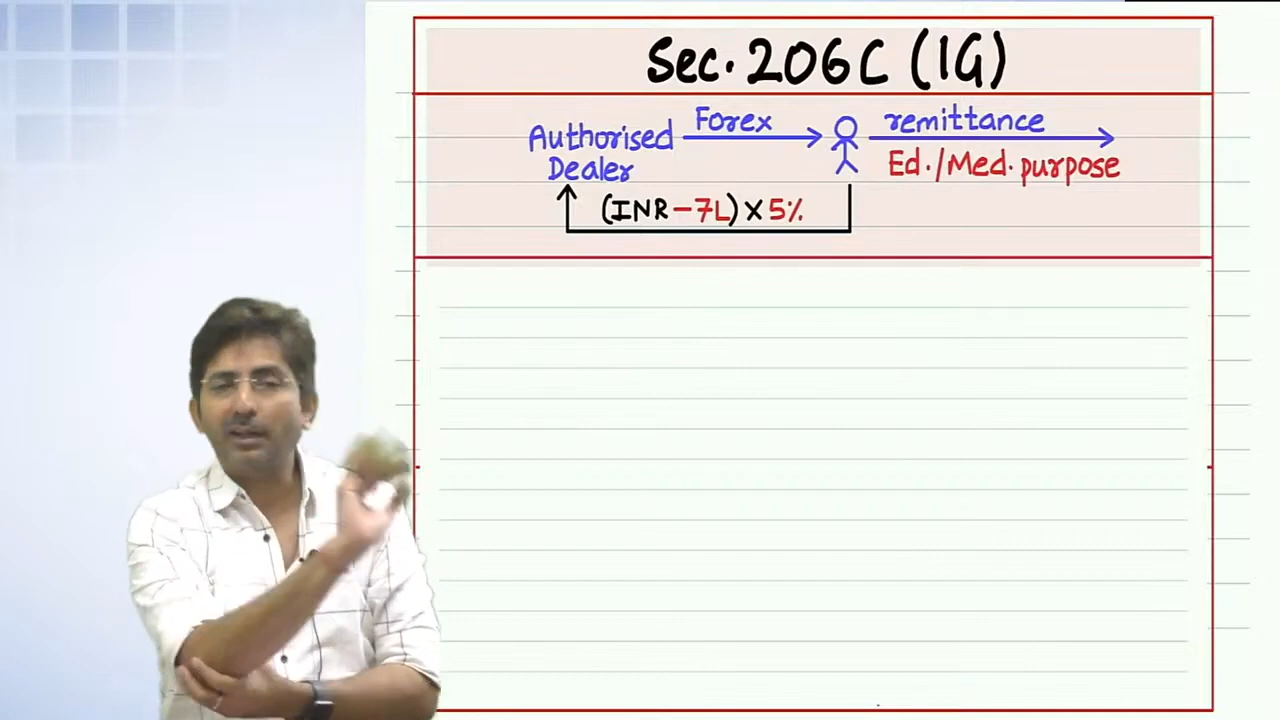 Sec. 206C (1G)
Authorised Dealer
Forex
remittance
Ed./Med. purpose
(INR-7L) X 5%